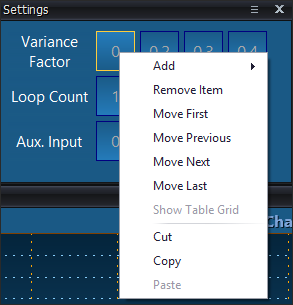 Settings
Variance Factor 0 0.2 0.3 0.4
Loop Count 1
Aux. Input 0
Add
Remove Item
Move First
Move Previous
Move Next
Move Last
Show Table Grid
Cut
Copy
Paste
Cha